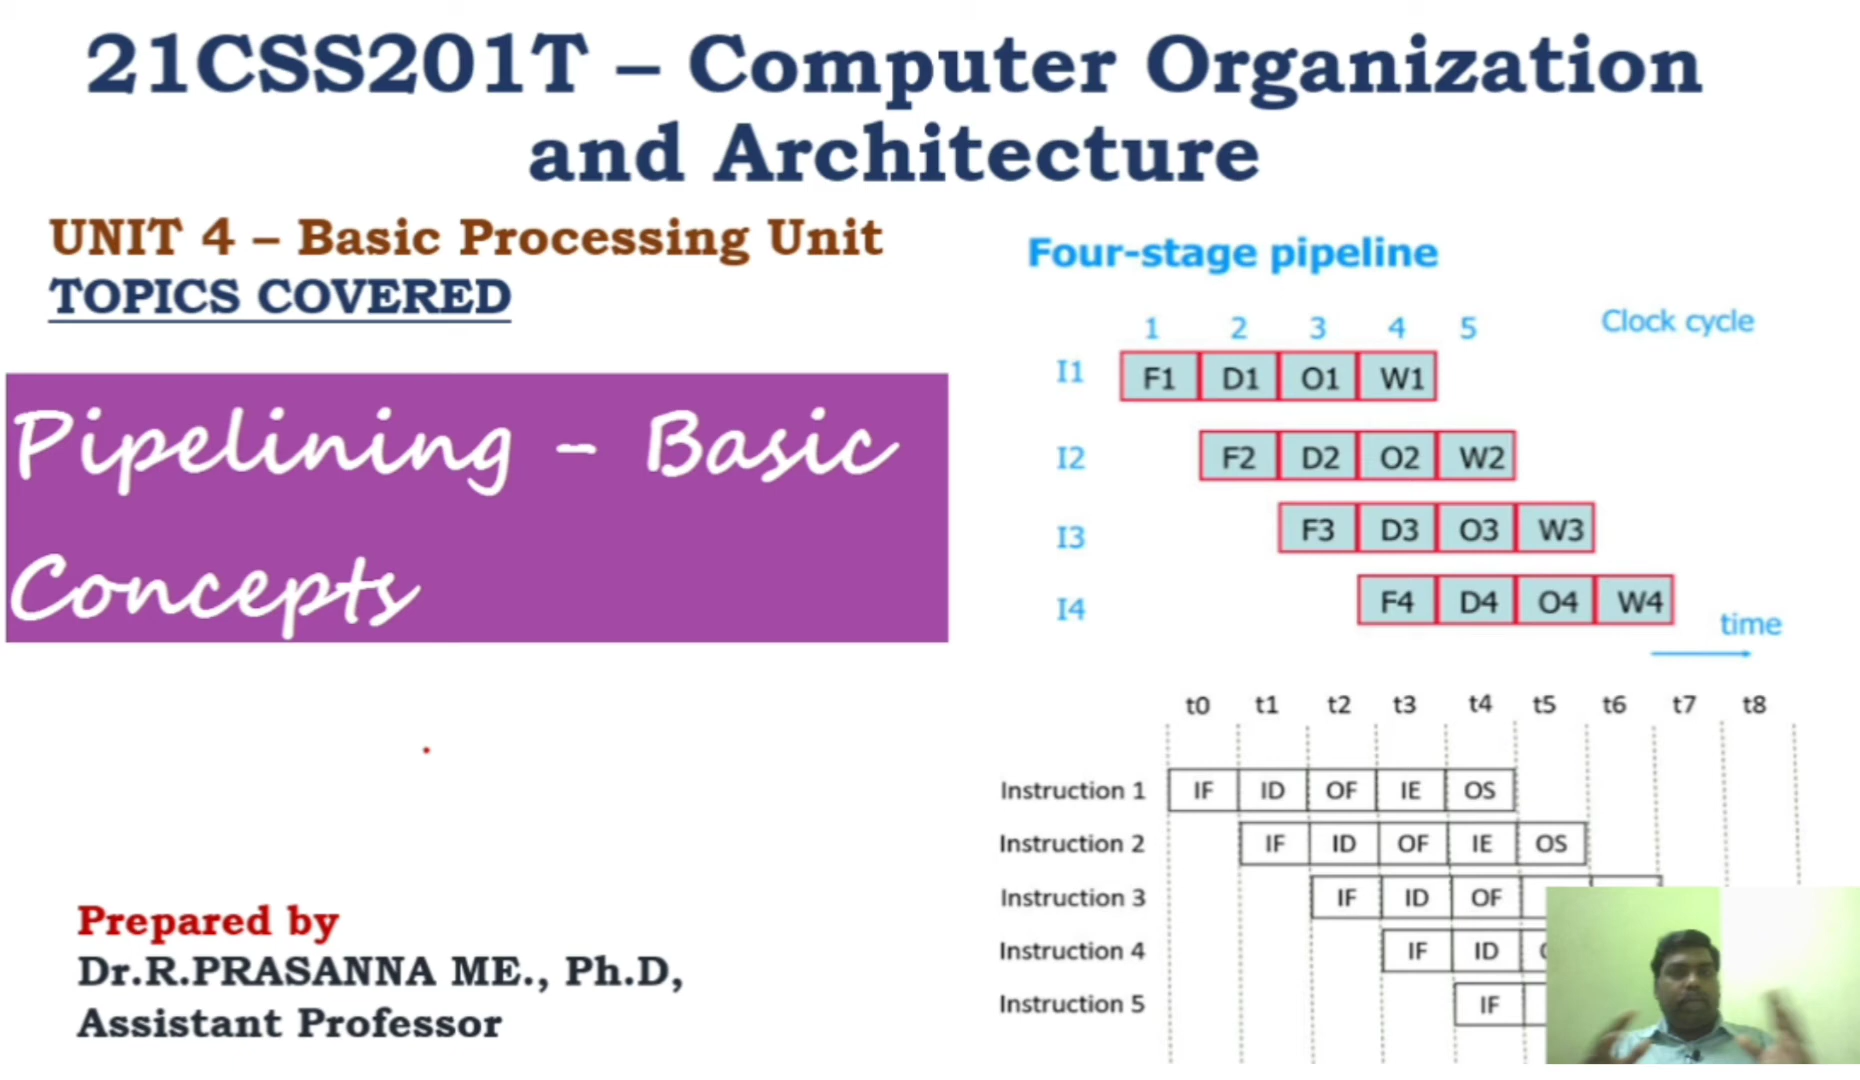 21CSS201T – Computer Organization
and Architecture
UNIT 4 – Basic Processing Unit
TOPICS COVERED
Pipelining - Basic
Concepts
Prepared by
Dr.R.PRASANNA ME., Ph.D,
Assistant Professor
Four-stage pipeline
1 2 3 4 5 Clock cycle
I1 F1 D1 O1 W1
I2 F2 D2 O2 W2
I3 F3 D3 O3 W3
I4 F4 D4 O4 W4
time
t0 t1 t2 t3 t4 t5 t6 t7 t8
Instruction 1 IF ID OF IE OS
Instruction 2 IF ID OF IE OS
Instruction 3 IF ID OF
Instruction 4 IF ID
Instruction 5 IF